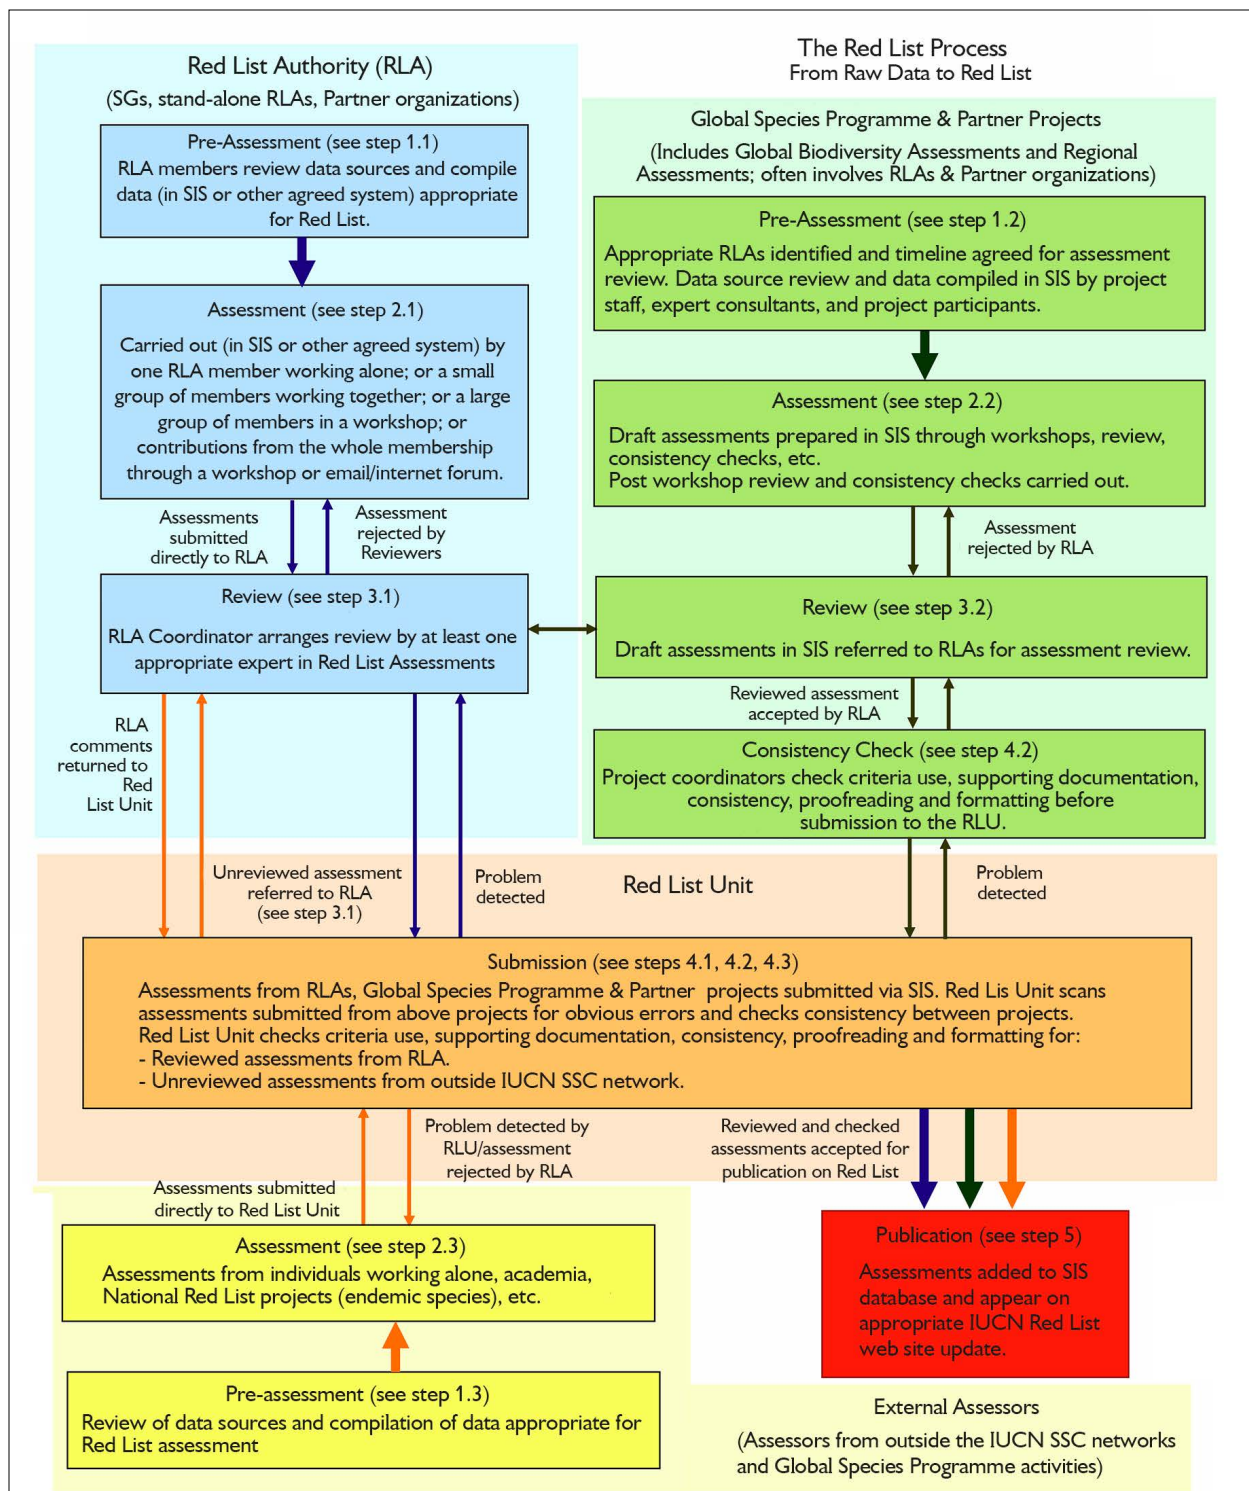 The Red List Process
From Raw Data to Red List
Red List Authority (RLA)
(SGs, stand-alone RLAs, Partner organizations)
Pre-Assessment (see step 1.1)
RLA members review data sources and compile
data (in SIS or other agreed system) appropriate
for Red List.
Assessment (see step 2.1)
Carried out (in SIS or other agreed system) by
one RLA member working alone; or a small
group of members working together; or a large
group of members in a workshop; or
contributions from the whole membership
through a workshop or email/internet forum.
Assessments
submitted
directly to RLA
Assessment
rejected by
Reviewers
Review (see step 3.1)
RLA Coordinator arranges review by at least one
appropriate expert in Red List Assessments
RLA
comments
returned to
Red
List Unit
Unreviewed assessment
referred to RLA
(see step 3.1)
Problem
detected
Global Species Programme & Partner Projects
(Includes Global Biodiversity Assessments and Regional
Assessments; often involves RLAs & Partner organizations)
Pre-Assessment (see step 1.2)
Appropriate RLAs identified and timeline agreed for assessment
review. Data source review and data compiled in SIS by project
staff, expert consultants, and project participants.
Assessment (see step 2.2)
Draft assessments prepared in SIS through workshops, review,
consistency checks, etc.
Post workshop review and consistency checks carried out.
Assessment
rejected by RLA
Review (see step 3.2)
Draft assessments in SIS referred to RLAs for assessment review.
Reviewed assessment
accepted by RLA
Consistency Check (see step 4.2)
Project coordinators check criteria use, supporting documentation,
consistency, proofreading and formatting before
submission to the RLU.
Problem
detected
Red List Unit
Submission (see steps 4.1, 4.2, 4.3)
Assessments from RLAs, Global Species Programme & Partner projects submitted via SIS. Red Lis Unit scans
assessments submitted from above projects for obvious errors and checks consistency between projects.
Red List Unit checks criteria use, supporting documentation, consistency, proofreading and formatting for:
- Reviewed assessments from RLA.
- Unreviewed assessments from outside IUCN SSC network.
Problem detected by
RLU/assessment
rejected by RLA
Reviewed and checked
assessments accepted for
publication on Red List
Assessments submitted
directly to Red List Unit
Assessment (see step 2.3)
Assessments from individuals working alone, academia,
National Red List projects (endemic species), etc.
Pre-assessment (see step 1.3)
Review of data sources and compilation of data appropriate for
Red List assessment
Publication (see step 5)
Assessments added to SIS
database and appear on
appropriate IUCN Red List
web site update.
External Assessors
(Assessors from outside the IUCN SSC networks
and Global Species Programme activities)